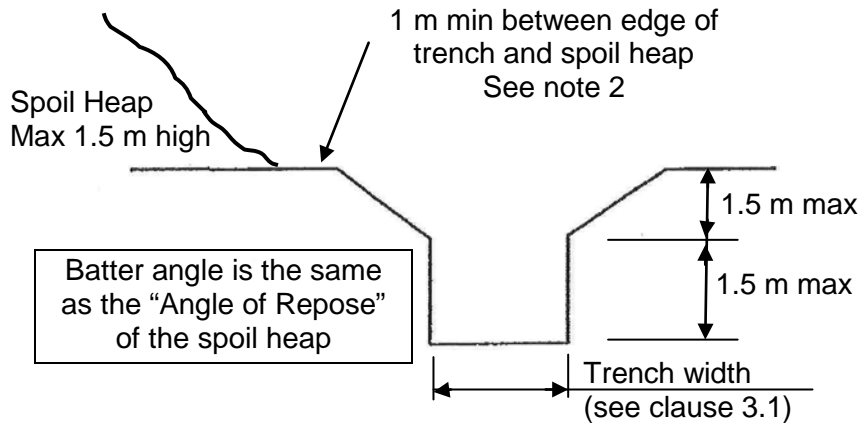 1 m min between edge of
trench and spoil heap
See note 2
Spoil Heap
Max 1.5 m high
1.5 m max
Batter angle is the same
as the “Angle of Repose”
of the spoil heap
1.5 m max
Trench width
(see clause 3.1)